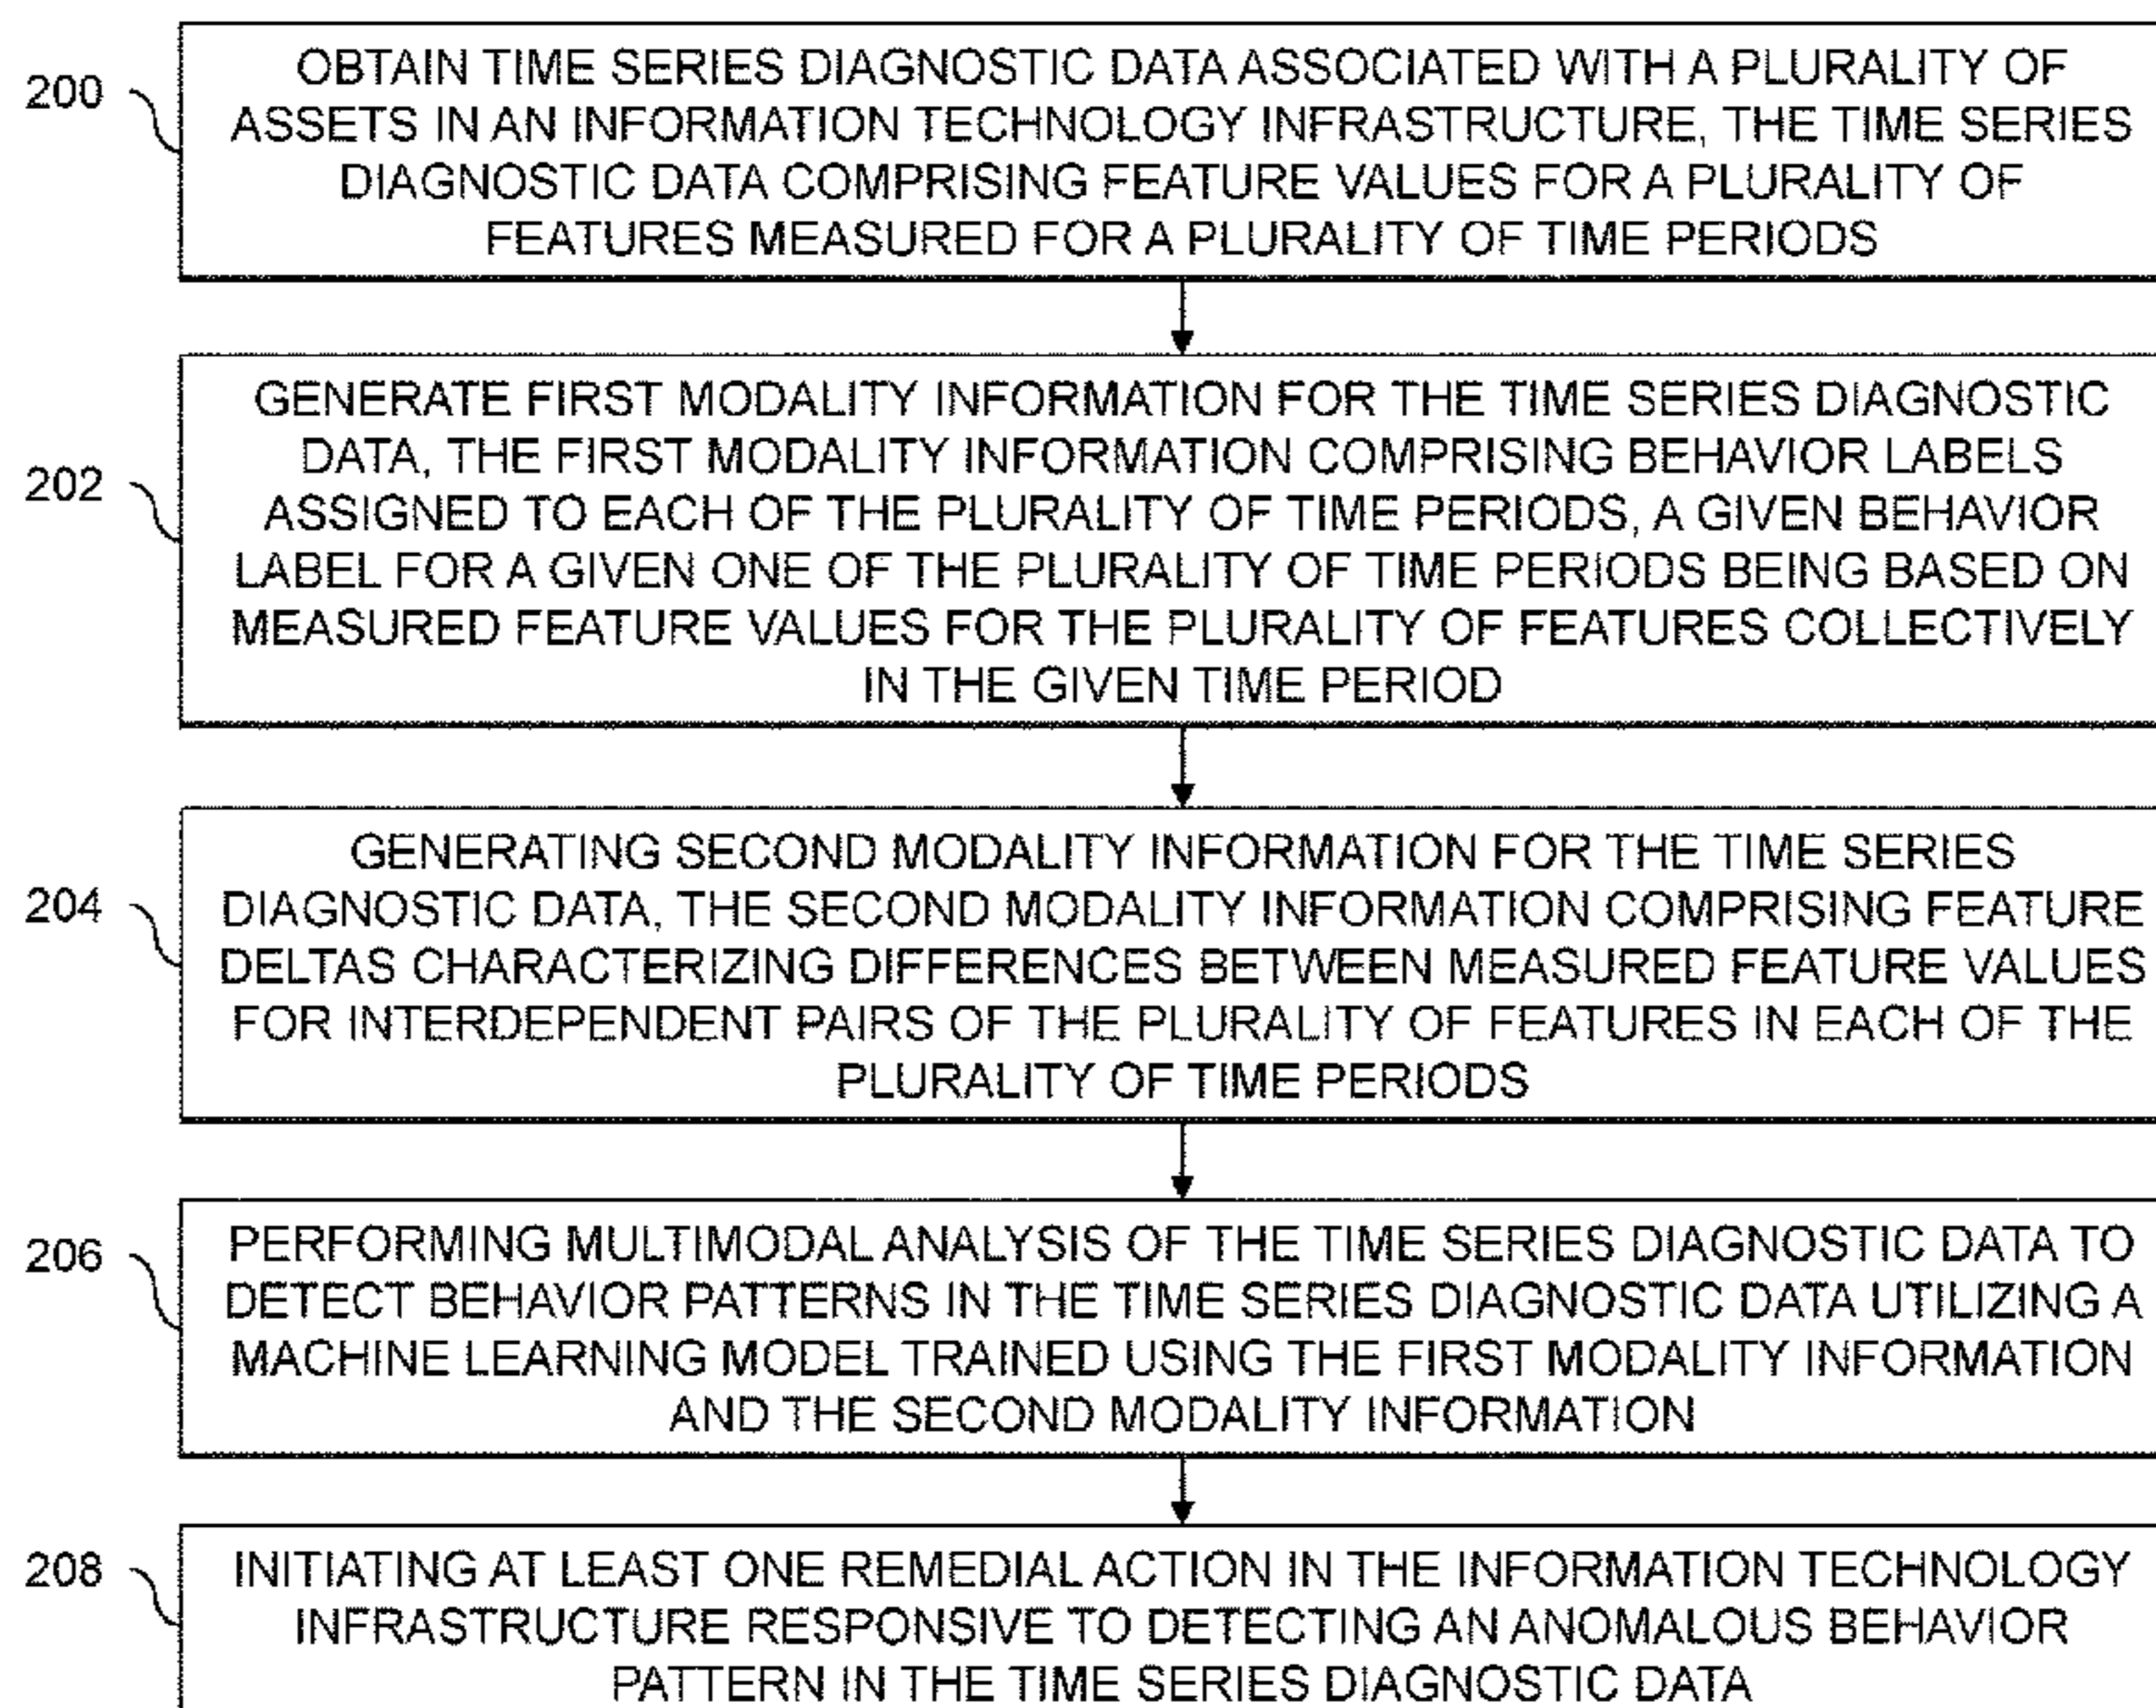 200
OBTAIN TIME SERIES DIAGNOSTIC DATA ASSOCIATED WITH A PLURALITY OF
ASSETS IN AN INFORMATION TECHNOLOGY INFRASTRUCTURE, THE TIME SERIES
DIAGNOSTIC DATA COMPRISING FEATURE VALUES FOR A PLURALITY OF
FEATURES MEASURED FOR A PLURALITY OF TIME PERIODS
202
GENERATE FIRST MODALITY INFORMATION FOR THE TIME SERIES DIAGNOSTIC
DATA, THE FIRST MODALITY INFORMATION COMPRISING BEHAVIOR LABELS
ASSIGNED TO EACH OF THE PLURALITY OF TIME PERIODS, A GIVEN BEHAVIOR
LABEL FOR A GIVEN ONE OF THE PLURALITY OF TIME PERIODS BEING BASED ON
MEASURED FEATURE VALUES FOR THE PLURALITY OF FEATURES COLLECTIVELY
IN THE GIVEN TIME PERIOD
204
GENERATING SECOND MODALITY INFORMATION FOR THE TIME SERIES
DIAGNOSTIC DATA, THE SECOND MODALITY INFORMATION COMPRISING FEATURE
DELTAS CHARACTERIZING DIFFERENCES BETWEEN MEASURED FEATURE VALUES
FOR INTERDEPENDENT PAIRS OF THE PLURALITY OF FEATURES IN EACH OF THE
PLURALITY OF TIME PERIODS
206
PERFORMING MULTIMODAL ANALYSIS OF THE TIME SERIES DIAGNOSTIC DATA TO
DETECT BEHAVIOR PATTERNS IN THE TIME SERIES DIAGNOSTIC DATA UTILIZING A
MACHINE LEARNING MODEL TRAINED USING THE FIRST MODALITY INFORMATION
AND THE SECOND MODALITY INFORMATION
208
INITIATING AT LEAST ONE REMEDIAL ACTION IN THE INFORMATION TECHNOLOGY
INFRASTRUCTURE RESPONSIVE TO DETECTING AN ANOMALOUS BEHAVIOR
PATTERN IN THE TIME SERIES DIAGNOSTIC DATA